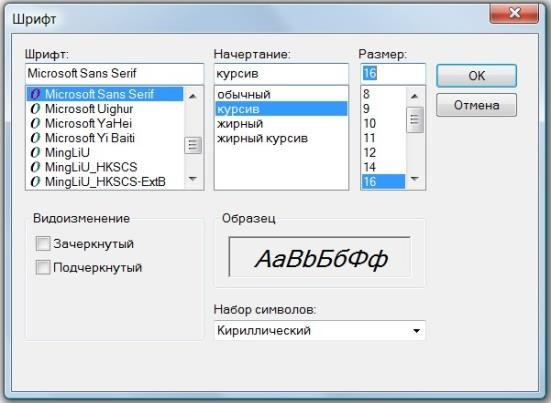 Шрифт
Шрифт:
Microsoft Sans Serif
Microsoft Sans Serif
Microsoft Uighur
Microsoft YaHei
Microsoft Yi Baiti
MingLiU
MingLiU_HKSCS
MingLiU_HKSCS-ExtB
Начертание:
курсив
обычный
курсив
жирный
жирный курсив
Размер:
16
8
9
10
11
12
14
16
OK
Отмена
Видоизменение
Зачеркнутый
Подчеркнутый
Образец
AaBbБбФф
Набор символов:
Кириллический